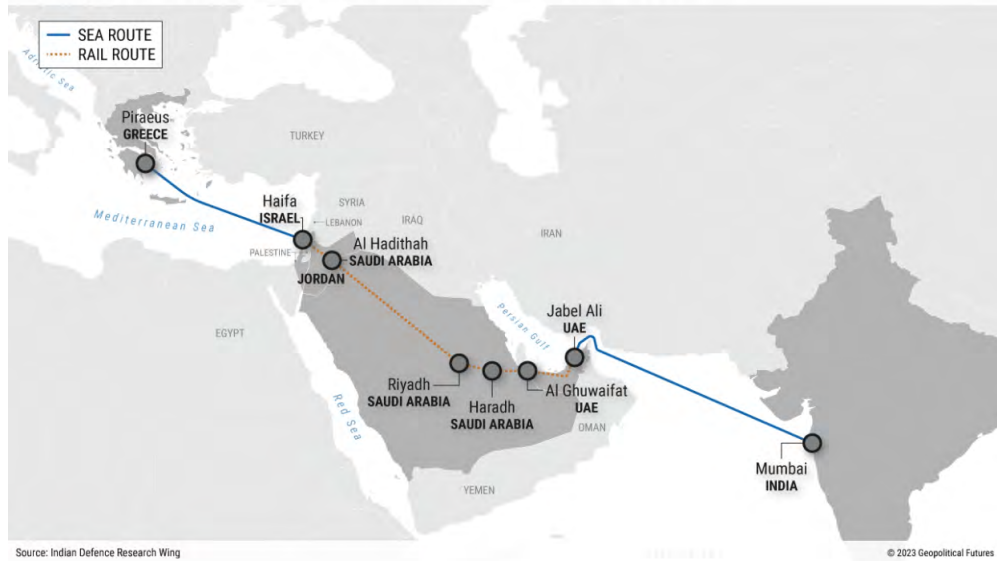 SEA ROUTE
RAIL ROUTE
Adriatic Sea
Piraeus
GREECE
TURKEY
Mediterranean Sea
Haifa
ISRAEL
SYRIA
LEBANON
IRAQ
IRAN
PALESTINE
Al Hadithah
SAUDI ARABIA
JORDAN
EGYPT
Persian Gulf
Jabel Ali
UAE
Red Sea
Riyadh
SAUDI ARABIA
Haradh
SAUDI ARABIA
Al Ghuwaifat
UAE
OMAN
YEMEN
Mumbai
INDIA
Source: Indian Defence Research Wing
© 2023 Geopolitical Futures